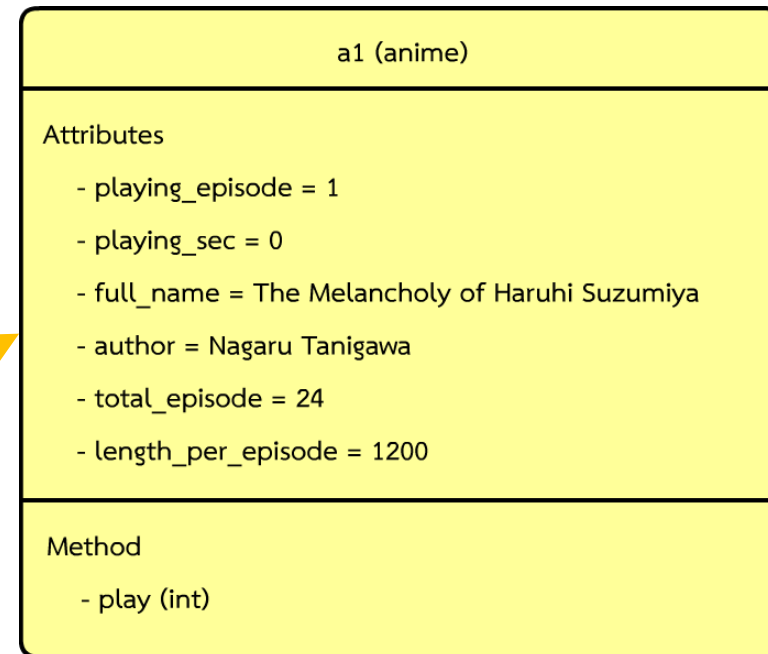 a1 (anime)
Attributes
- playing_episode = 1
- playing_sec = 0
- full_name = The Melancholy of Haruhi Suzumiya
- author = Nagaru Tanigawa
- total_episode = 24
- length_per_episode = 1200
Method
- play (int)